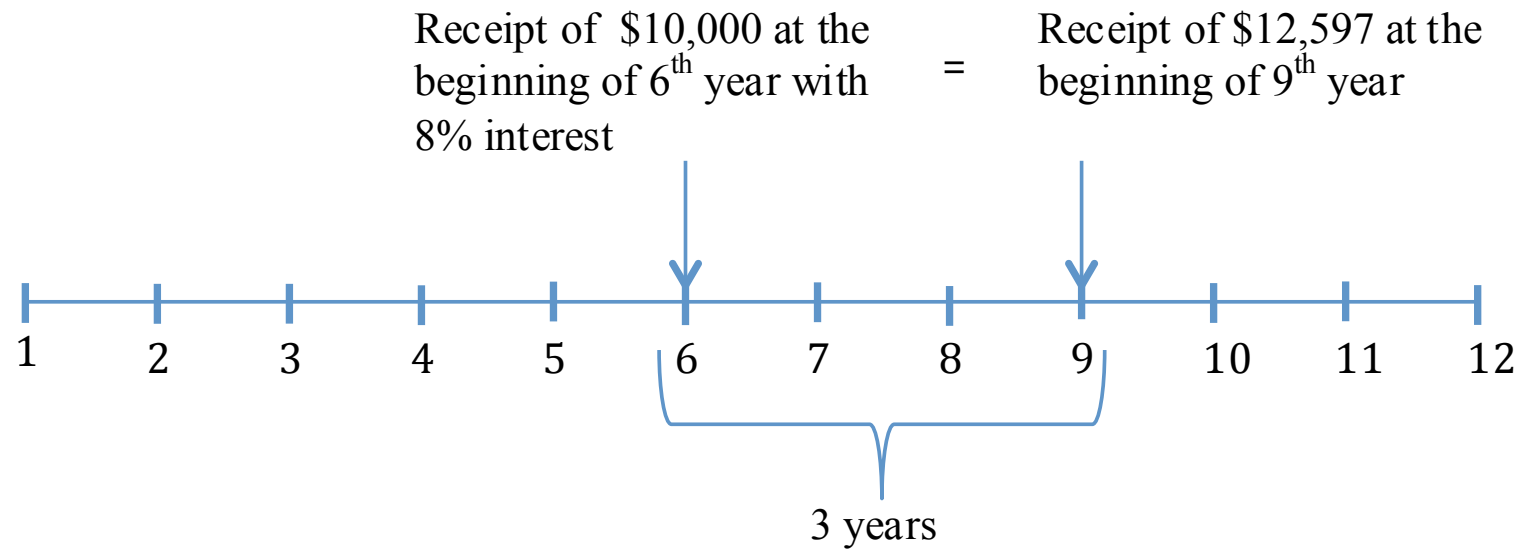 Receipt of $10,000 at the
beginning of 6th year with
8% interest
=
Receipt of $12,597 at the
beginning of 9th year
1 2 3 4 5 6 7 8 9 10 11 12
3 years